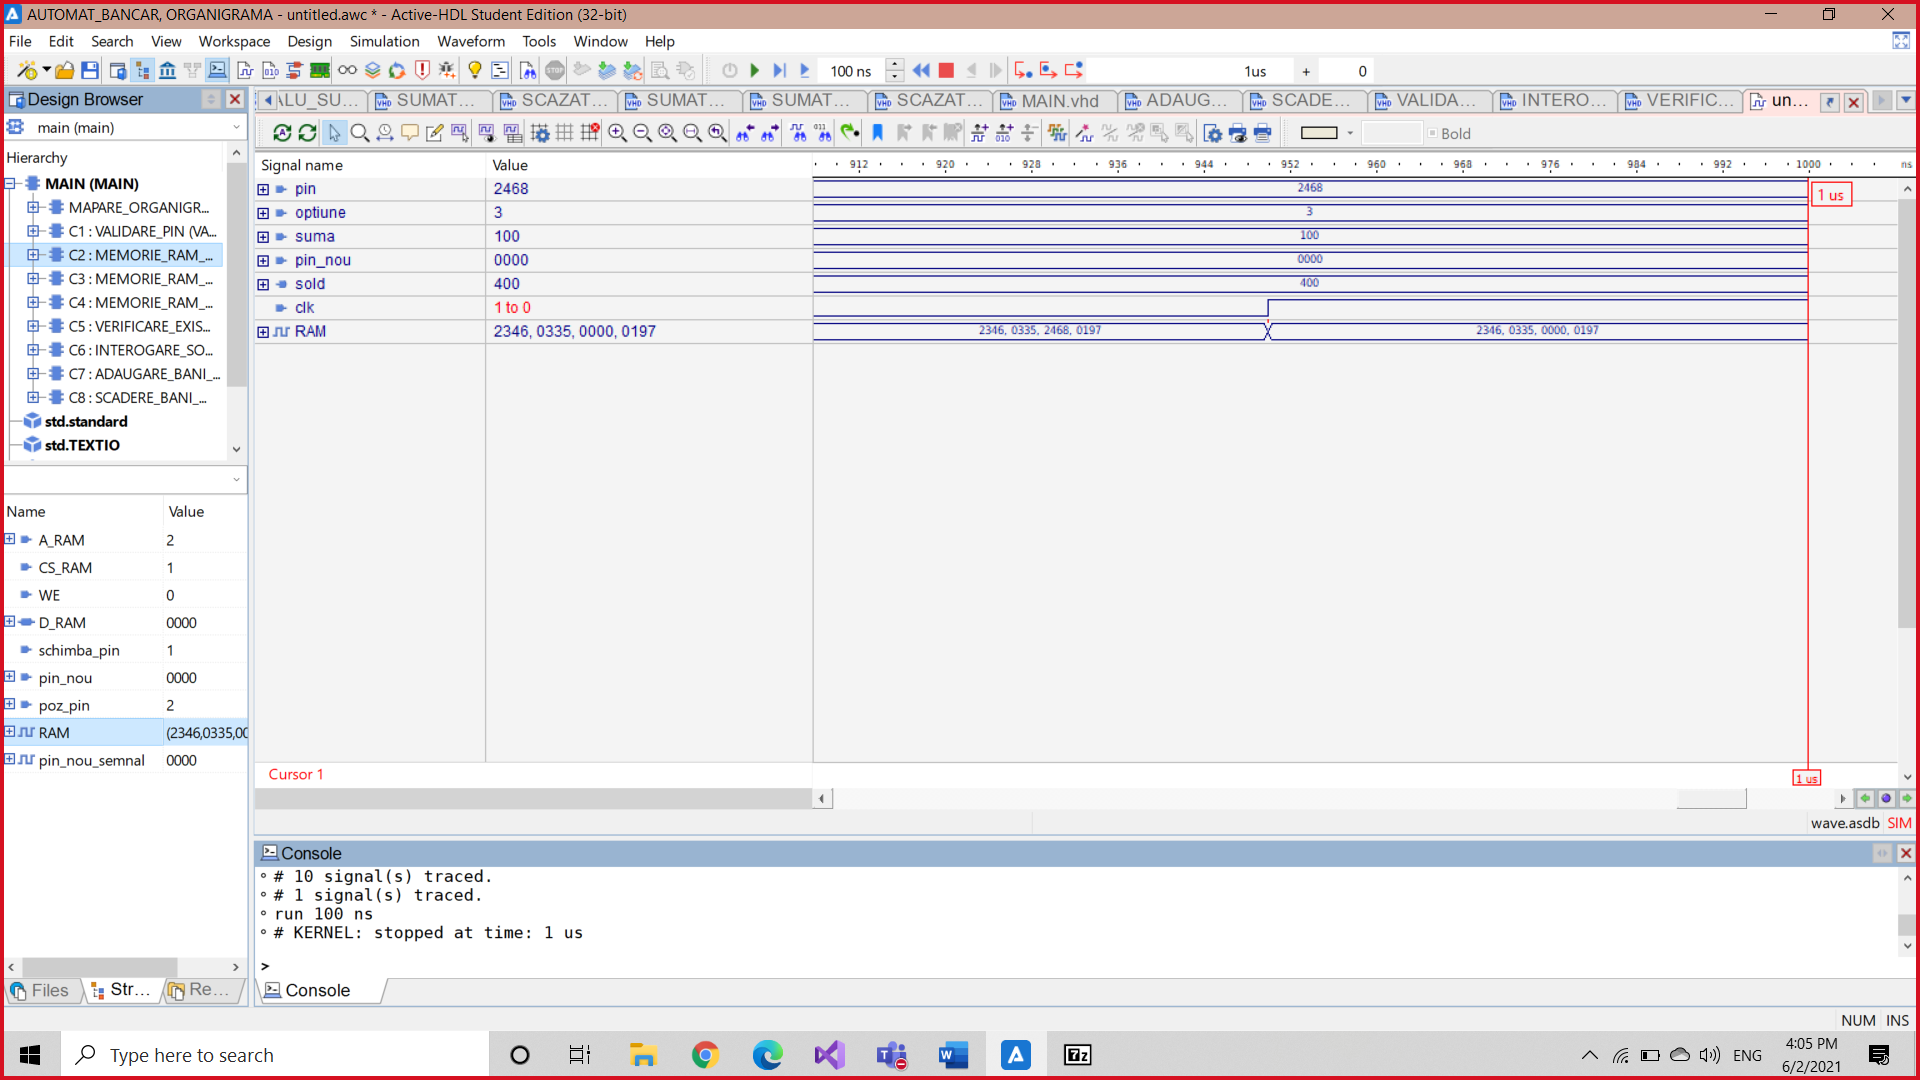 AUTOMAT_BANCAR, ORGANIGRAMA - untitled.awc * - Active-HDL Student Edition (32-bit)
File Edit Search View Workspace Design Simulation Waveform Tools Window Help
100 ns 1us + 0
Design Browser
ALU_SU... SUMAT... SCAZAT... SUMAT... SUMAT... SCAZAT... MAIN.vhd ADAUG... SCADE... VALIDA... INTERO... VERIFIC... un...
main (main)
Bold
Hierarchy
MAIN (MAIN)
MAPARE_ORGANIGR...
C1 : VALIDARE_PIN (VA...
C2 : MEMORIE_RAM_...
C3 : MEMORIE_RAM_...
C4 : MEMORIE_RAM_...
C5 : VERIFICARE_EXIS...
C6 : INTEROGARE_SO...
C7 : ADAUGARE_BANI_...
C8 : SCADERE_BANI_...
std.standard
std.TEXTIO
Name Value
A_RAM 2
CS_RAM 1
WE 0
D_RAM 0000
schimba_pin 1
pin_nou 0000
poz_pin 2
RAM (2346,0335,00
pin_nou_semnal 0000
Files Str... Re...
Signal name Value 912 920 928 936 944 952 960 968 976 984 992 1000 ns
pin 2468 2468
1 us
optiune 3 3
suma 100 100
pin_nou 0000 0000
sold 400 400
clk 1 to 0
RAM 2346, 0335, 0000, 0197 2346, 0335, 2468, 0197 2346, 0335, 0000, 0197
Cursor 1 1 us
wave.asdb SIM
Console
# 10 signal(s) traced.
# 1 signal(s) traced.
run 100 ns
# KERNEL: stopped at time: 1 us
>
Console
NUM INS
Type here to search
W
7z
ENG
4:05 PM
6/2/2021